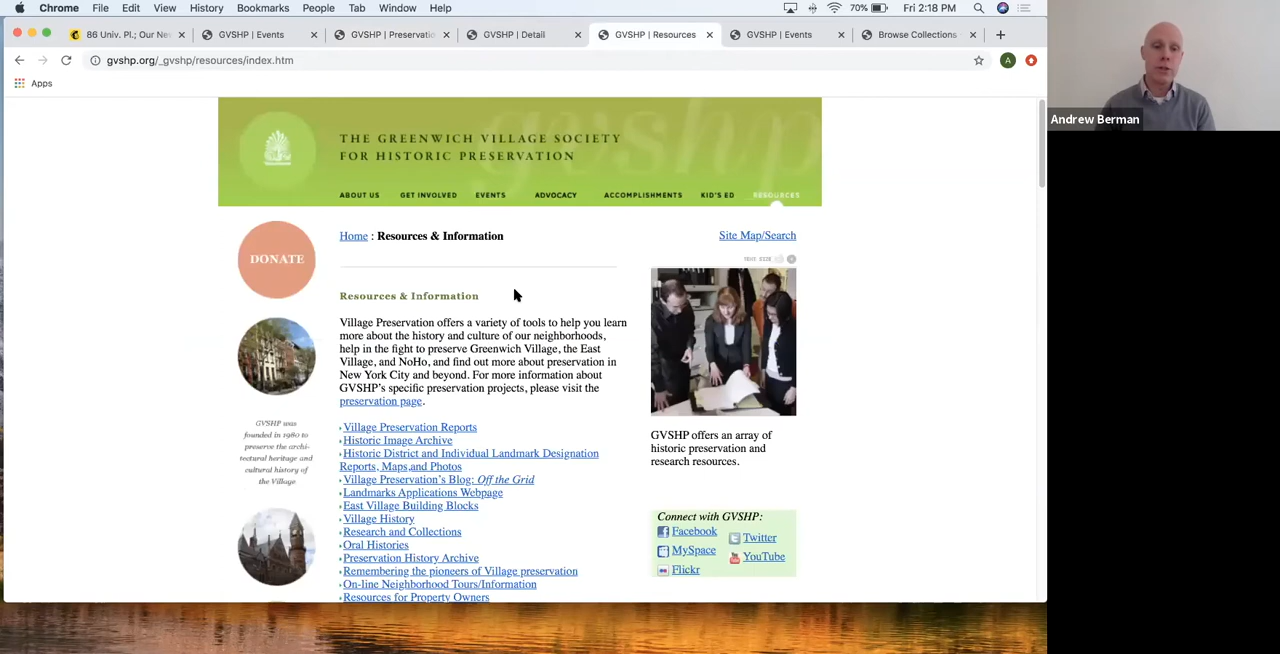 Chrome File Edit View History Bookmarks People Tab Window Help 70% Fri 2:18 PM
86 Univ. Pl.; Our Ne
GVSHP | Events
GVSHP | Preservatio
GVSHP | Detail
GVSHP | Resources
GVSHP | Events
Browse Collections
gvshp.org/_gvshp/resources/index.htm
A
Apps
Andrew Berman
THE GREENWICH VILLAGE SOCIETY
FOR HISTORIC PRESERVATION
gvshp
ABOUT US GET INVOLVED EVENTS ADVOCACY ACCOMPLISHMENTS KID'S ED RESOURCES
DONATE
Home : Resources & Information
Site Map/Search
TEXT SIZE
Resources & Information
Village Preservation offers a variety of tools to help you learn
more about the history and culture of our neighborhoods,
help in the fight to preserve Greenwich Village, the East
Village, and NoHo, and find out more about preservation in
New York City and beyond. For more information about
GVSHP's specific preservation projects, please visit the
preservation page.
Village Preservation Reports
Historic Image Archive
Historic District and Individual Landmark Designation
Reports, Maps,and Photos
Village Preservation's Blog: Off the Grid
Landmarks Applications Webpage
East Village Building Blocks
Village History
Research and Collections
Oral Histories
Preservation History Archive
Remembering the pioneers of Village preservation
On-line Neighborhood Tours/Information
Resources for Property Owners
GVSHP was
founded in 1980 to
preserve the archi-
tectural heritage and
cultural history of
the Village.
GVSHP offers an array of
historic preservation and
research resources.
Connect with GVSHP:
Facebook
Twitter
MySpace
YouTube
Flickr